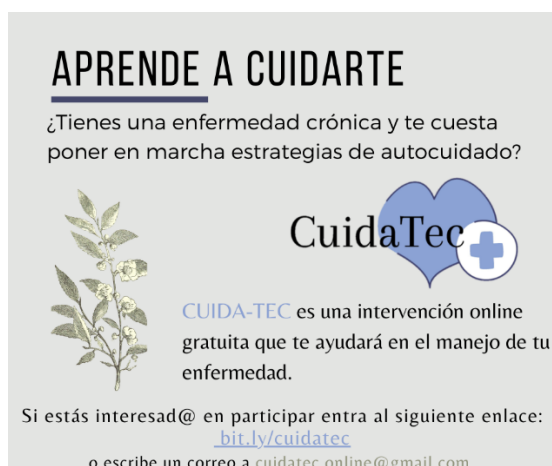 APRENDE A CUIDARTE
¿Tienes una enfermedad crónica y te cuesta
poner en marcha estrategias de autocuidado?
CuidaTec
CUIDA-TEC es una intervención online
gratuita que te ayudará en el manejo de tu
enfermedad.
Si estás interesad@ en participar entra al siguiente enlace:
bit.ly/cuidatec
o escribe un correo a cuidatec.online@gmail.com